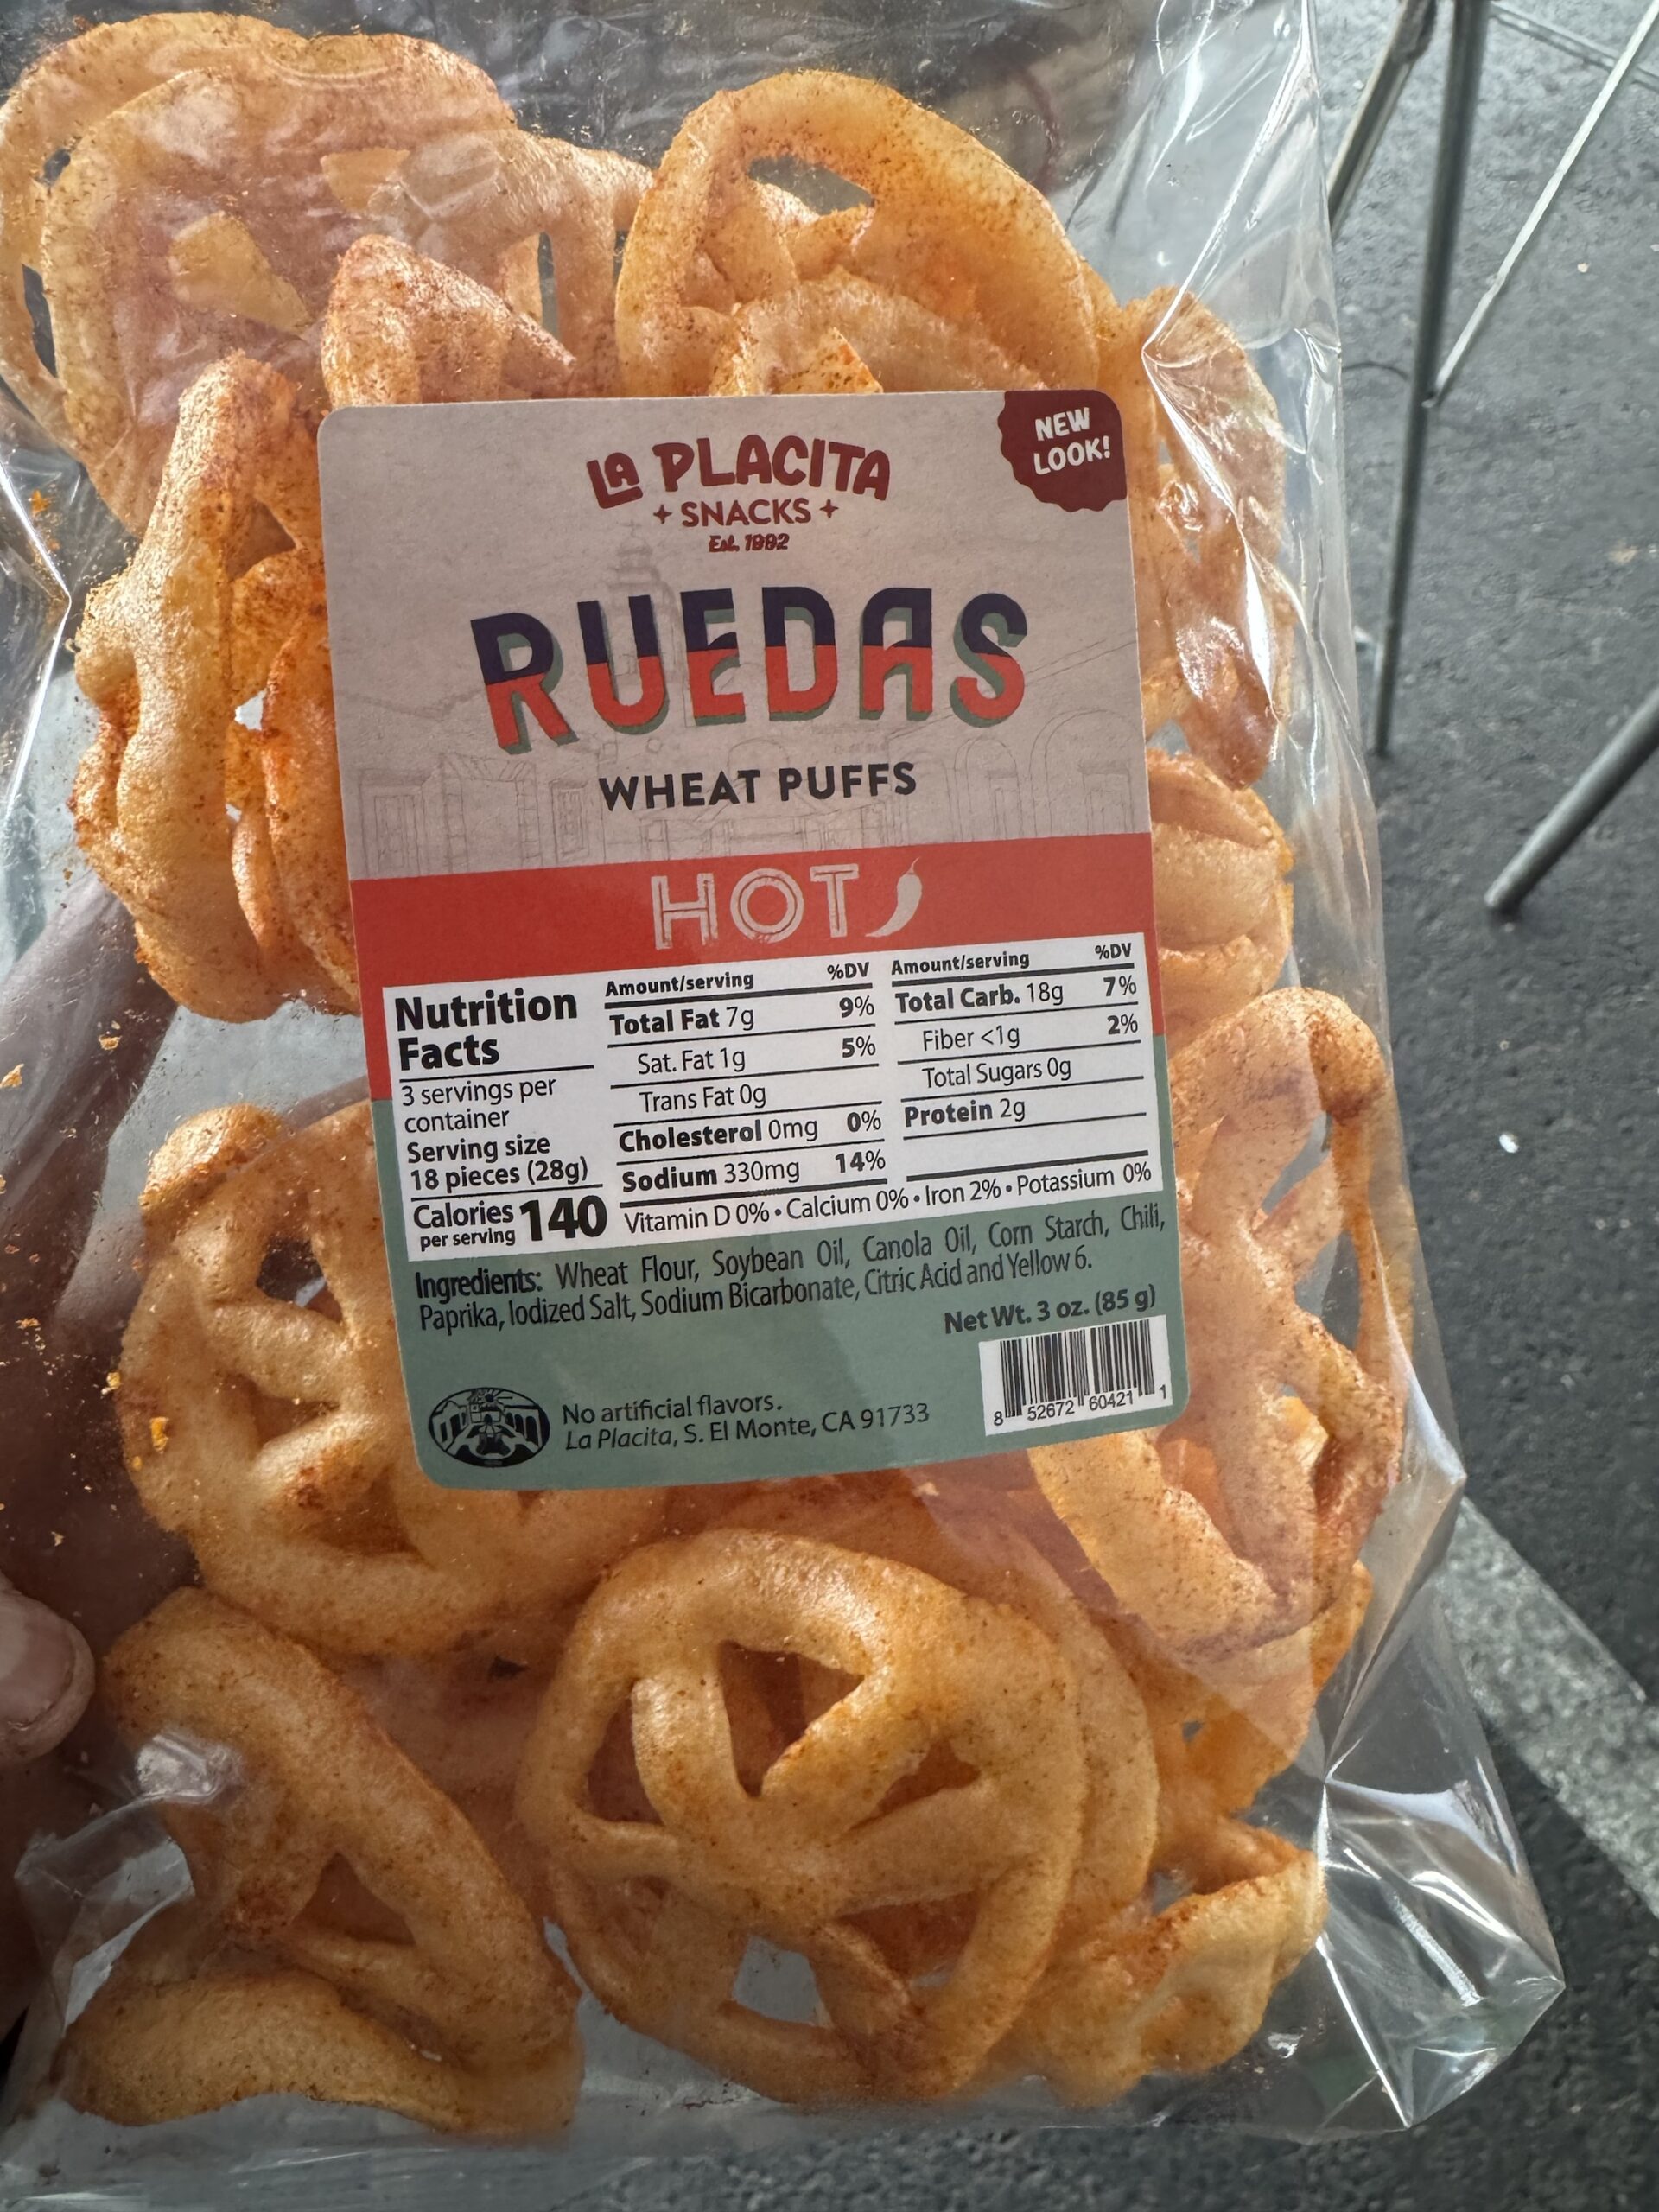 NEW
LOOK!
LA PLACITA
SNACKS
Est. 1992
RUEDAS
WHEAT PUFFS
HOT
Nutrition
Facts
3 servings per
container
Serving size
18 pieces (28g)
Calories 140
per serving
Amount/serving %DV
Total Fat 7g 9%
Sat. Fat 1g 5%
Trans Fat 0g
Cholesterol 0mg 0%
Sodium 330mg 14%
Amount/serving %DV
Total Carb. 18g 7%
Fiber <1g 2%
Total Sugars 0g
Protein 2g
Vitamin D 0% • Calcium 0% • Iron 2% • Potassium 0%
Ingredients: Wheat Flour, Soybean Oil, Canola Oil, Corn Starch, Chili,
Paprika, Iodized Salt, Sodium Bicarbonate, Citric Acid and Yellow 6.
Net Wt. 3 oz. (85 g)
No artificial flavors.
La Placita, S. El Monte, CA 91733
8 52672 60421 1